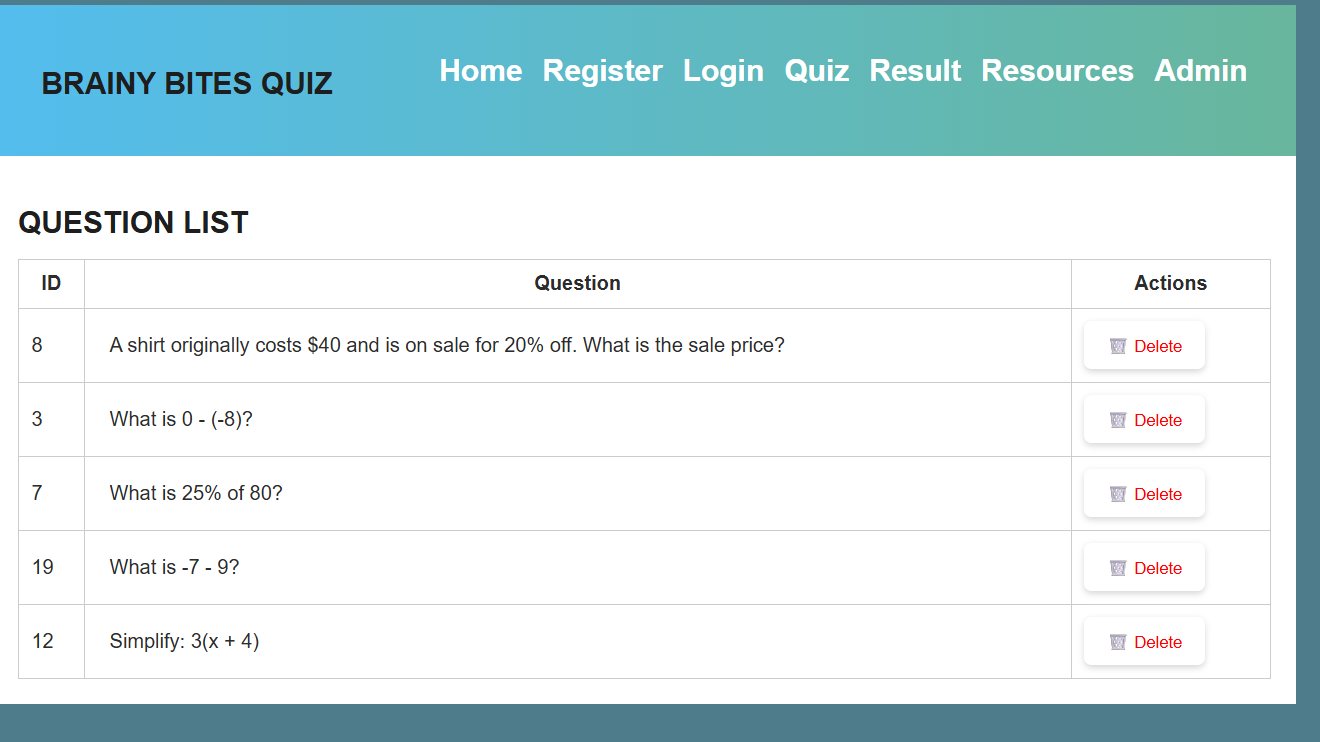 BRAINY BITES QUIZ
Home Register Login Quiz Result Resources Admin
QUESTION LIST
ID Question Actions
8 A shirt originally costs $40 and is on sale for 20% off. What is the sale price? Delete
3 What is 0 - (-8)? Delete
7 What is 25% of 80? Delete
19 What is -7 - 9? Delete
12 Simplify: 3(x + 4) Delete